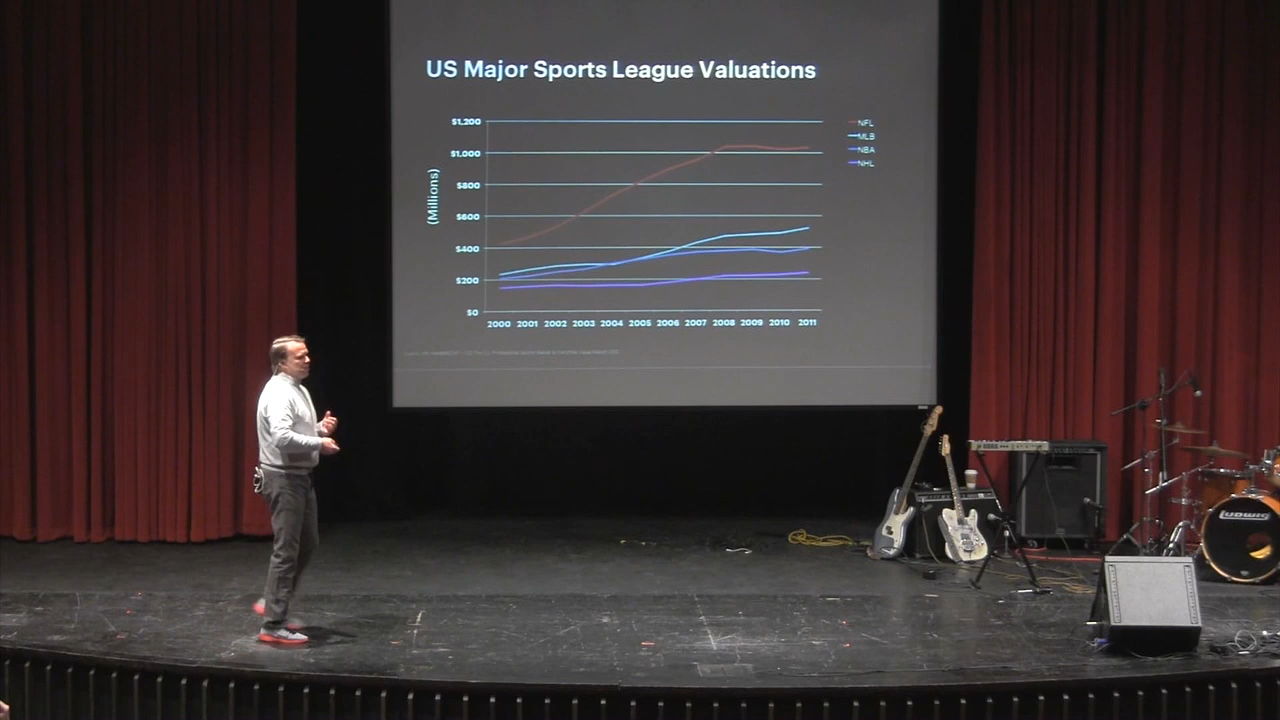 US Major Sports League Valuations
(Millions)
$1,200
$1,000
$800
$600
$400
$200
$0
2000 2001 2002 2003 2004 2005 2006 2007 2008 2009 2010 2011
NFL
MLB
NBA
NHL
KORG
Ludwig